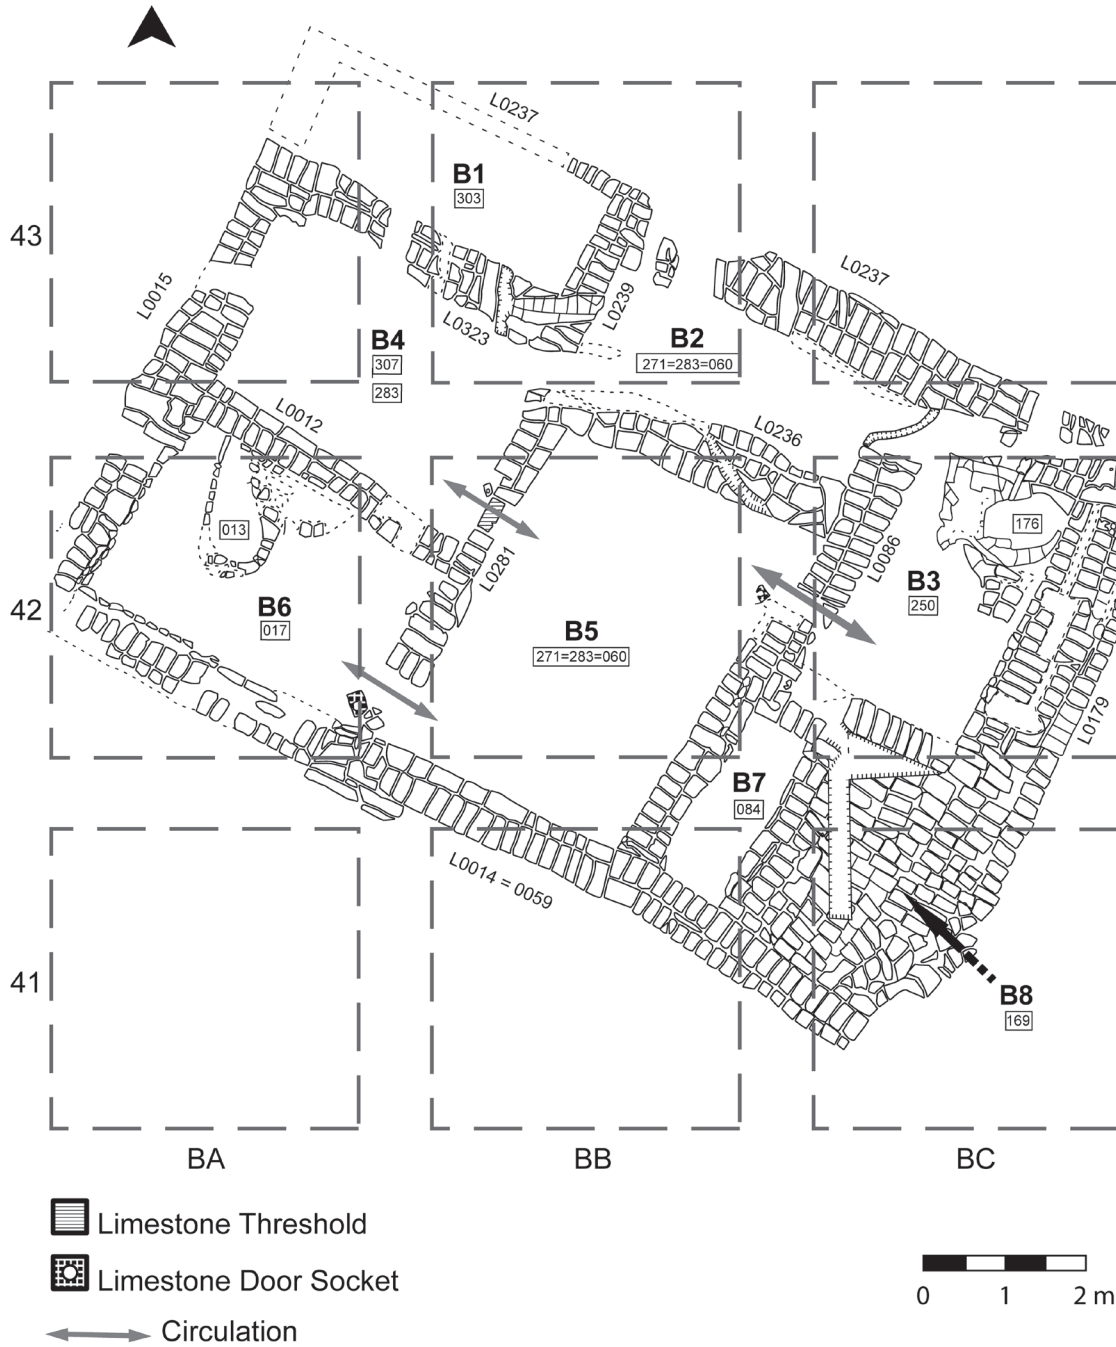 L0237
B1
303
43
L0237
L0015
L0239
L0323
B2
271=283=060
B4
307
283
L0012
L0236
013
176
L0281
L0086
B3
250
42
B6
017
B5
271=283=060
L0179
B7
084
L0014 = 0059
41
B8
169
BA
BB
BC
Limestone Threshold
Limestone Door Socket
Circulation
0
1
2 m